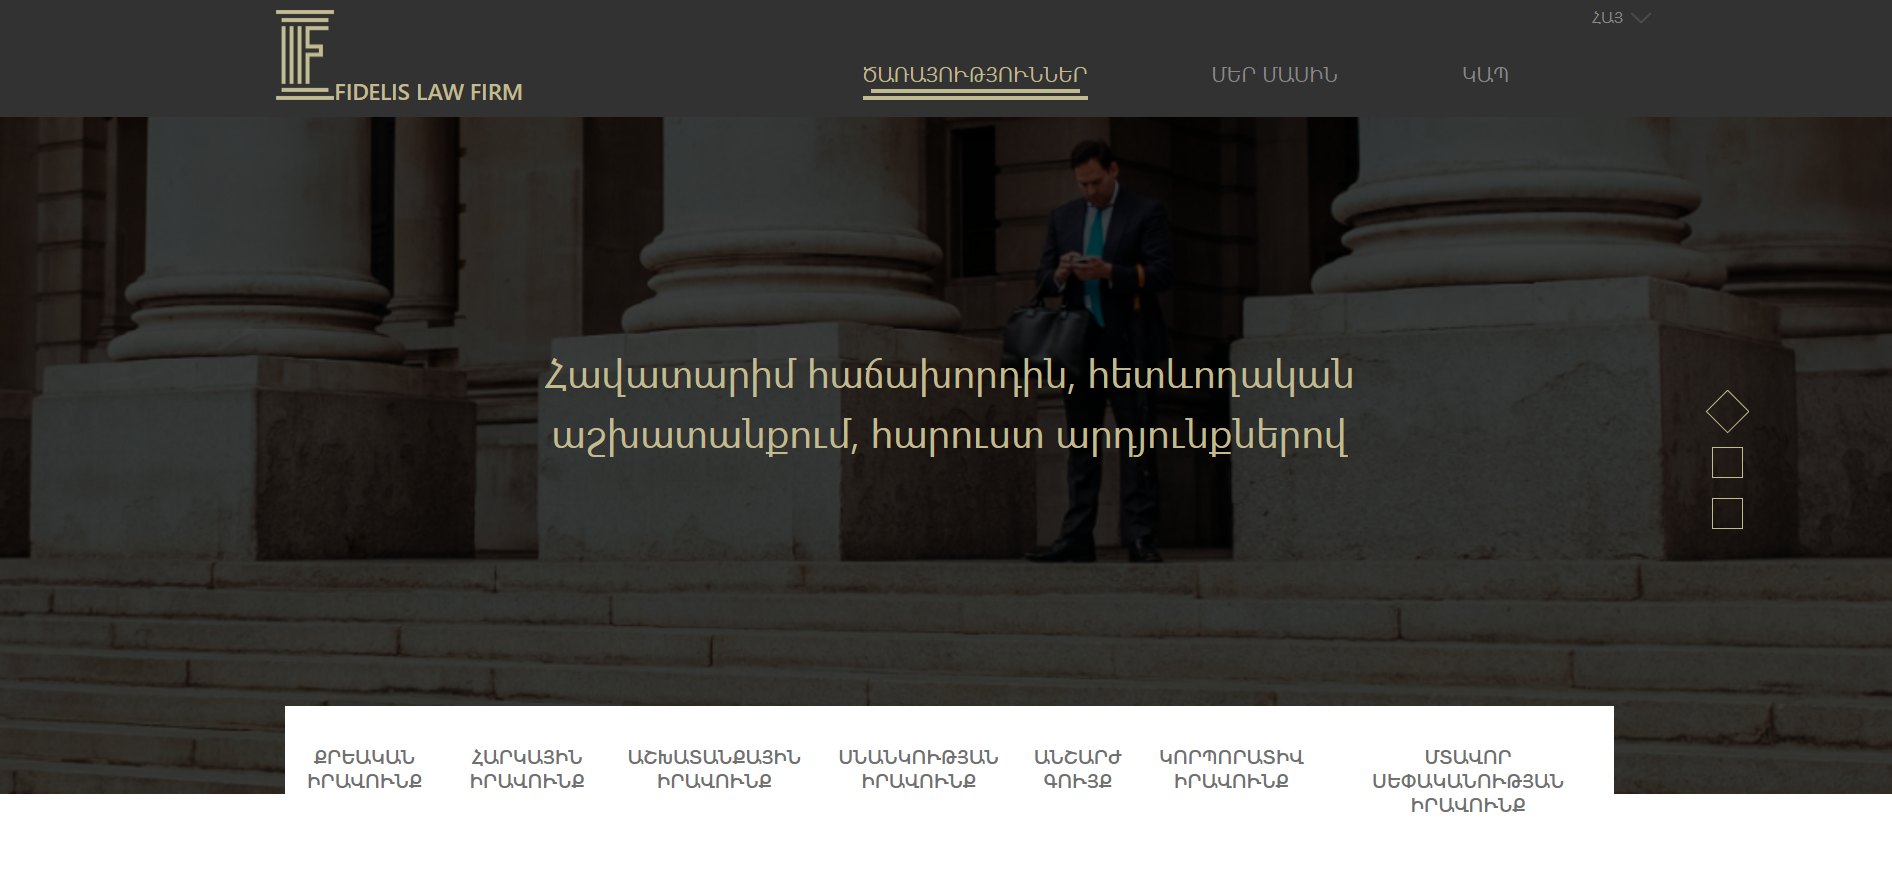 ՀԱՅ
FIDELIS LAW FIRM
ԾԱՌԱՅՈՒԹՅՈՒՆՆԵՐ
ՄԵՐ ՄԱՍԻՆ
ԿԱՊ
Հավատարիմ հաճախորդին, հետևողական
աշխատանքում, հարուստ արդյունքներով
ՔՐԵԱԿԱՆ
ԻՐԱՎՈՒՆՔ
ՀԱՐԿԱՅԻՆ
ԻՐԱՎՈՒՆՔ
ԱՇԽԱՏԱՆՔԱՅԻՆ
ԻՐԱՎՈՒՆՔ
ՍՆԱՆԿՈՒԹՅԱՆ
ԻՐԱՎՈՒՆՔ
ԱՆՇԱՐԺ
ԳՈՒՅՔ
ԿՈՐՊՈՐԱՏԻՎ
ԻՐԱՎՈՒՆՔ
ՄՏԱՎՈՐ
ՍԵՓԱԿԱՆՈՒԹՅԱՆ
ԻՐԱՎՈՒՆՔ